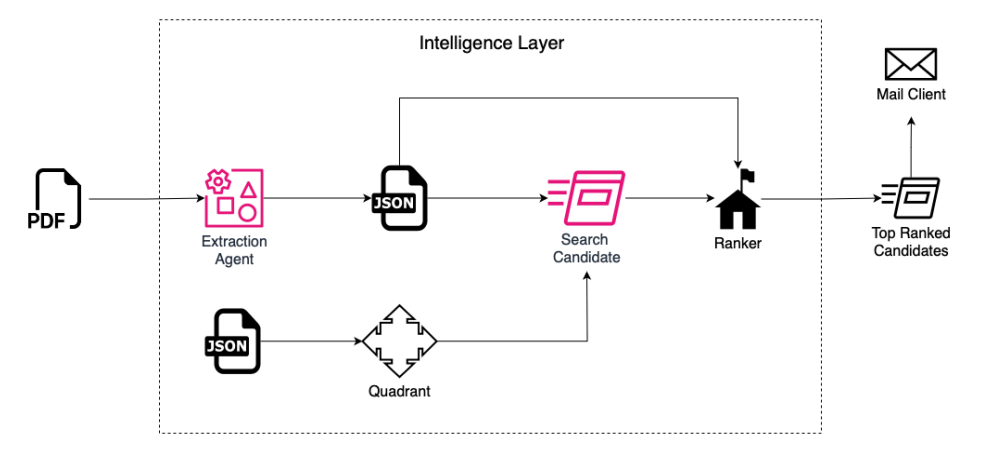 Intelligence Layer
Mail Client
PDF
JSON
Extraction
Agent
Search
Candidate
Ranker
Top Ranked
Candidates
JSON
Quadrant